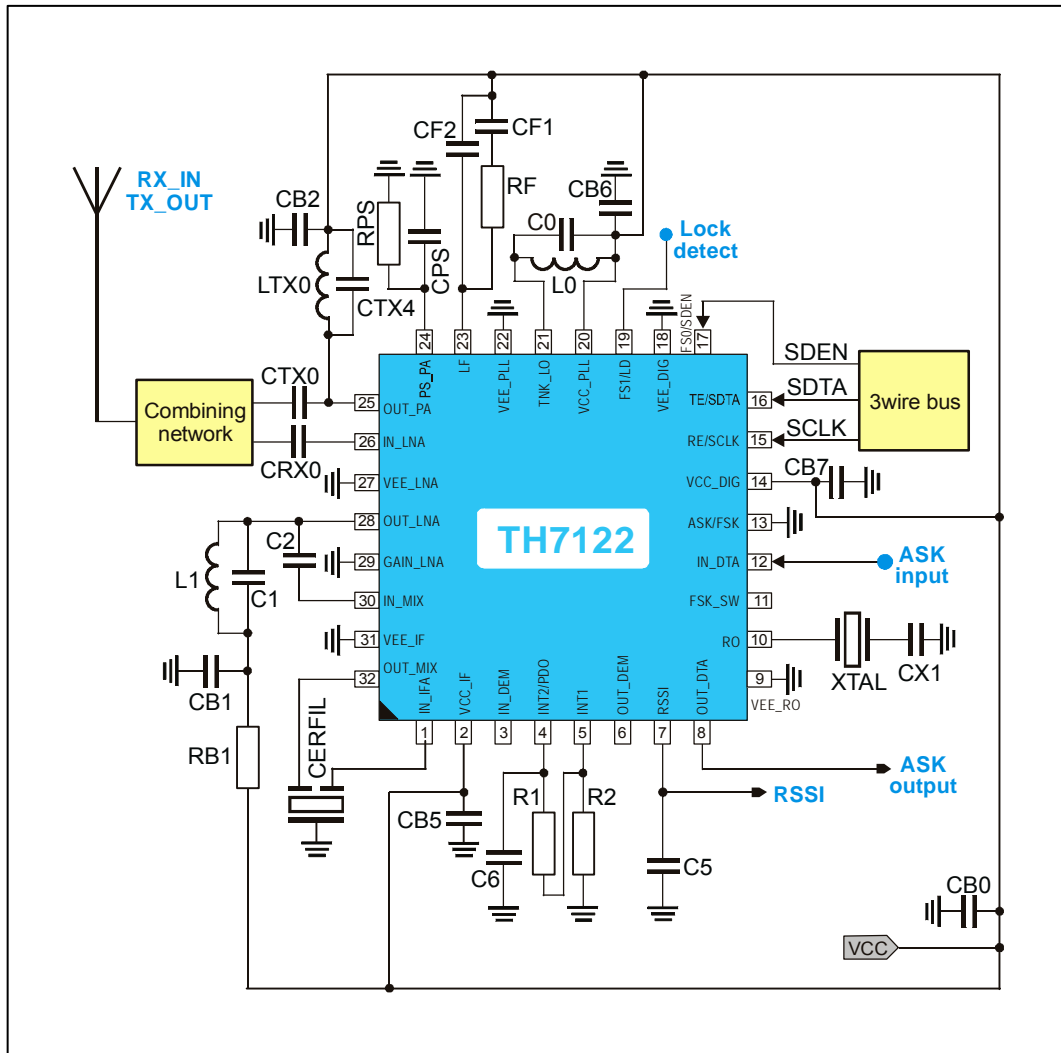 RX_IN
TX_OUT
CB2
LTX0
CTX4
RPS
CPS
CF2
CF1
RF
CB6
C0
L0
Lock
detect
24
23
22
21
20
19
18
17
PS_PA
LF
VEE_PLL
TNK_LO
VCC_PLL
FS1/LD
VEE_DIG
FS0/SDEN
SDEN
SDTA
SCLK
3wire bus
Combining
network
CTX0
CRX0
25 OUT_PA
26 IN_LNA
27 VEE_LNA
28 OUT_LNA
29 GAIN_LNA
30 IN_MIX
31 VEE_IF
32 OUT_MIX
TH7122
TE/SDTA 16
RE/SCLK 15
VCC_DIG 14
ASK/FSK 13
IN_DTA 12
FSK_SW 11
RO 10
9
VEE_RO
CB7
ASK
input
XTAL
CX1
L1
C1
C2
CB1
RB1
CERFIL
IN_IFA
VCC_IF
IN_DEM
INT2/PDO
INT1
OUT_DEM
RSSI
OUT_DTA
1
2
3
4
5
6
7
8
CB5
C6
R1
R2
C5
RSSI
ASK
output
CB0
VCC